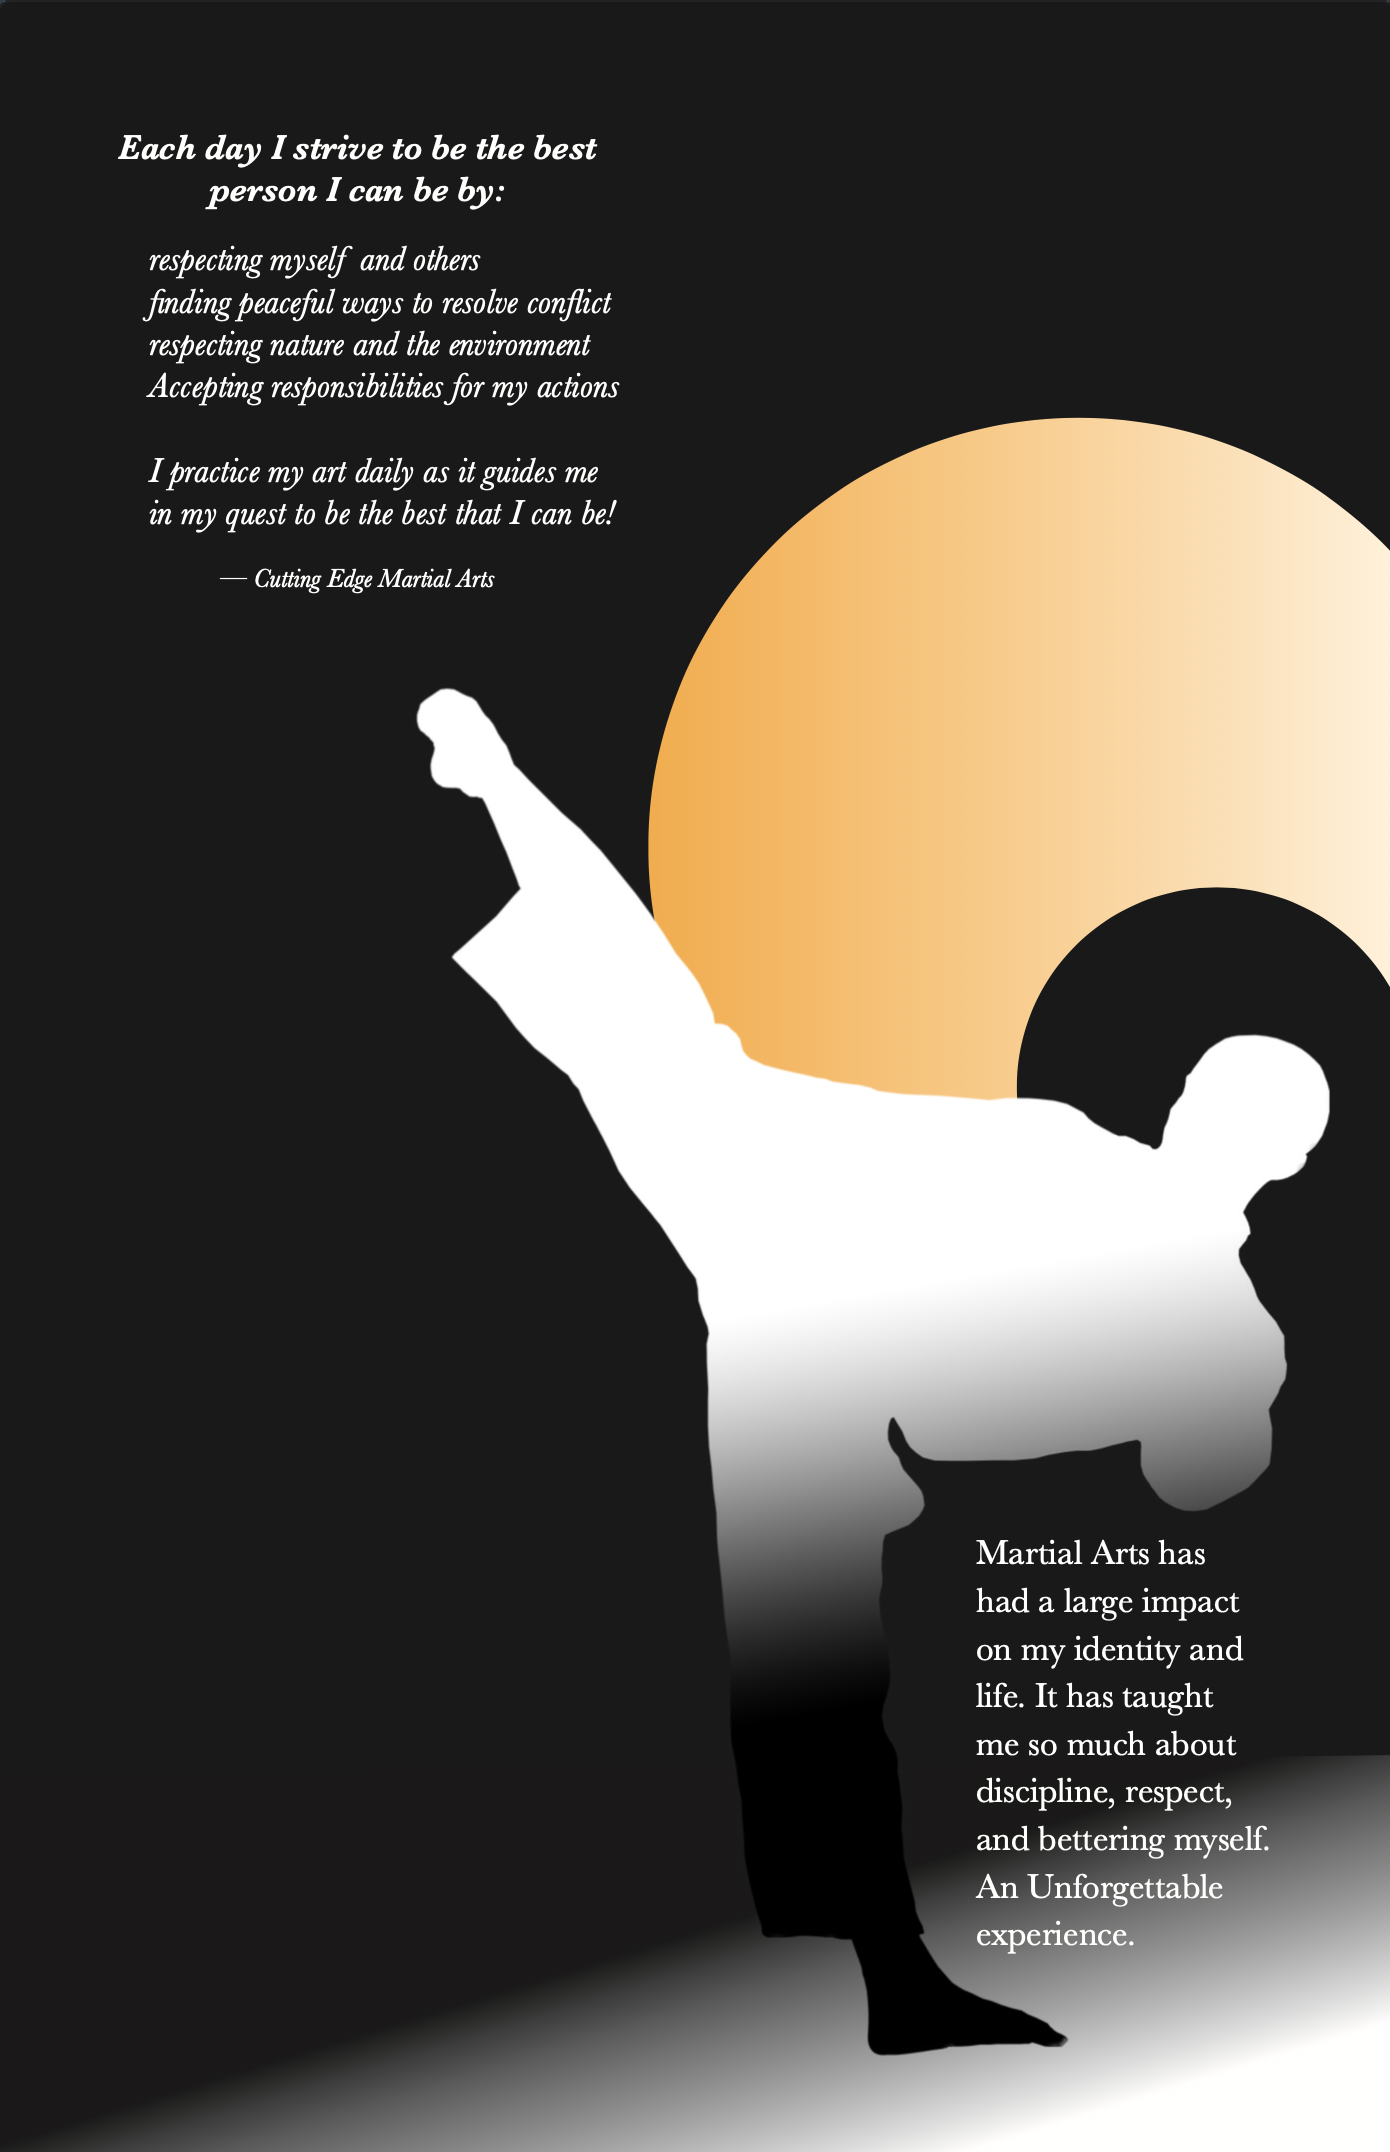 Each day I strive to be the best
person I can be by:
respecting myself and others
finding peaceful ways to resolve conflict
respecting nature and the environment
Accepting responsibilities for my actions
I practice my art daily as it guides me
in my quest to be the best that I can be!
— Cutting Edge Martial Arts
Martial Arts has
had a large impact
on my identity and
life. It has taught
me so much about
discipline, respect,
and bettering myself.
An Unforgettable
experience.